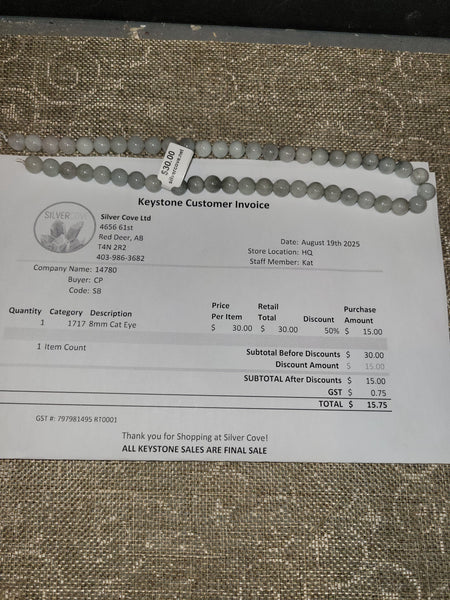 $30.00
silvercove.net
Keystone Customer Invoice
SILVERCOVE
Silver Cove Ltd
4656 61st
Red Deer, AB
T4N 2R2
403-986-3682
Date: August 19th 2025
Store Location: HQ
Staff Member: Kat
Company Name: 14780
Buyer: CP
Code: SB
Quantity Category Description Price Per Item Retail Total Discount Purchase Amount
1 1717 8mm Cat Eye $ 30.00 $ 30.00 50% $ 15.00
1 Item Count
Subtotal Before Discounts $ 30.00
Discount Amount $ 15.00
SUBTOTAL After Discounts $ 15.00
GST $ 0.75
TOTAL $ 15.75
GST #: 797981495 RT0001
Thank you for Shopping at Silver Cove!
ALL KEYSTONE SALES ARE FINAL SALE